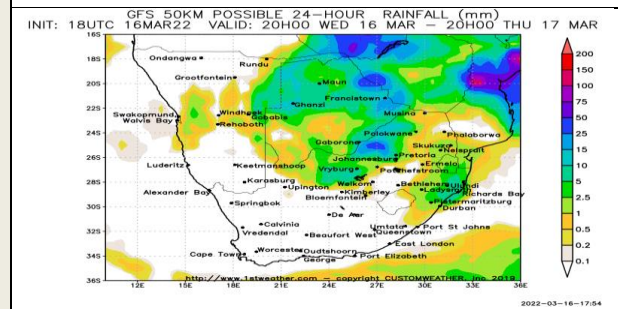 GFS 50KM POSSIBLE 24-HOUR RAINFALL (mm)
INIT: 18UTC 16MAR22 VALID: 20H00 WED 16 MAR – 20H00 THU 17 MAR
16S
18S
20S
22S
24S
26S
28S
30S
32S
34S
36S
Ondangwa
Rundu
Grootfontein
Maun
Francistown
Ghanzi
Swakopmund
Walvis Bay
Windhoek
Gobabis
Rehoboth
Musina
Polokwane
Phalaborwa
Gaborone
Skukuza
Johannesburg
Pretoria
Nelspruit
Luderitz
Keetmanshoop
Vryburg
Potchefstroom
Ermelo
Karasburg
Alexander Bay
Upington
Welkom
Kimberley
Bethlehem
Ulundi
Ladysmith
Richards Bay
Bloemfontein
Springbok
Pietermaritzburg
Durban
De Aar
Calvinia
Vredendal
Beaufort West
Umtata
Port St Johns
Queenstown
East London
Cape Town
Worcester
Oudtshoorn
George
Port Elizabeth
http://www.1stweather.com – copyright CUSTOMWEATHER, inc 2019
12E
15E
18E
21E
24E
27E
30E
33E
36E
200
150
100
75
50
25
15
10
5
2.5
1
0.5
0.2
0.1
2022-03-16-17:54